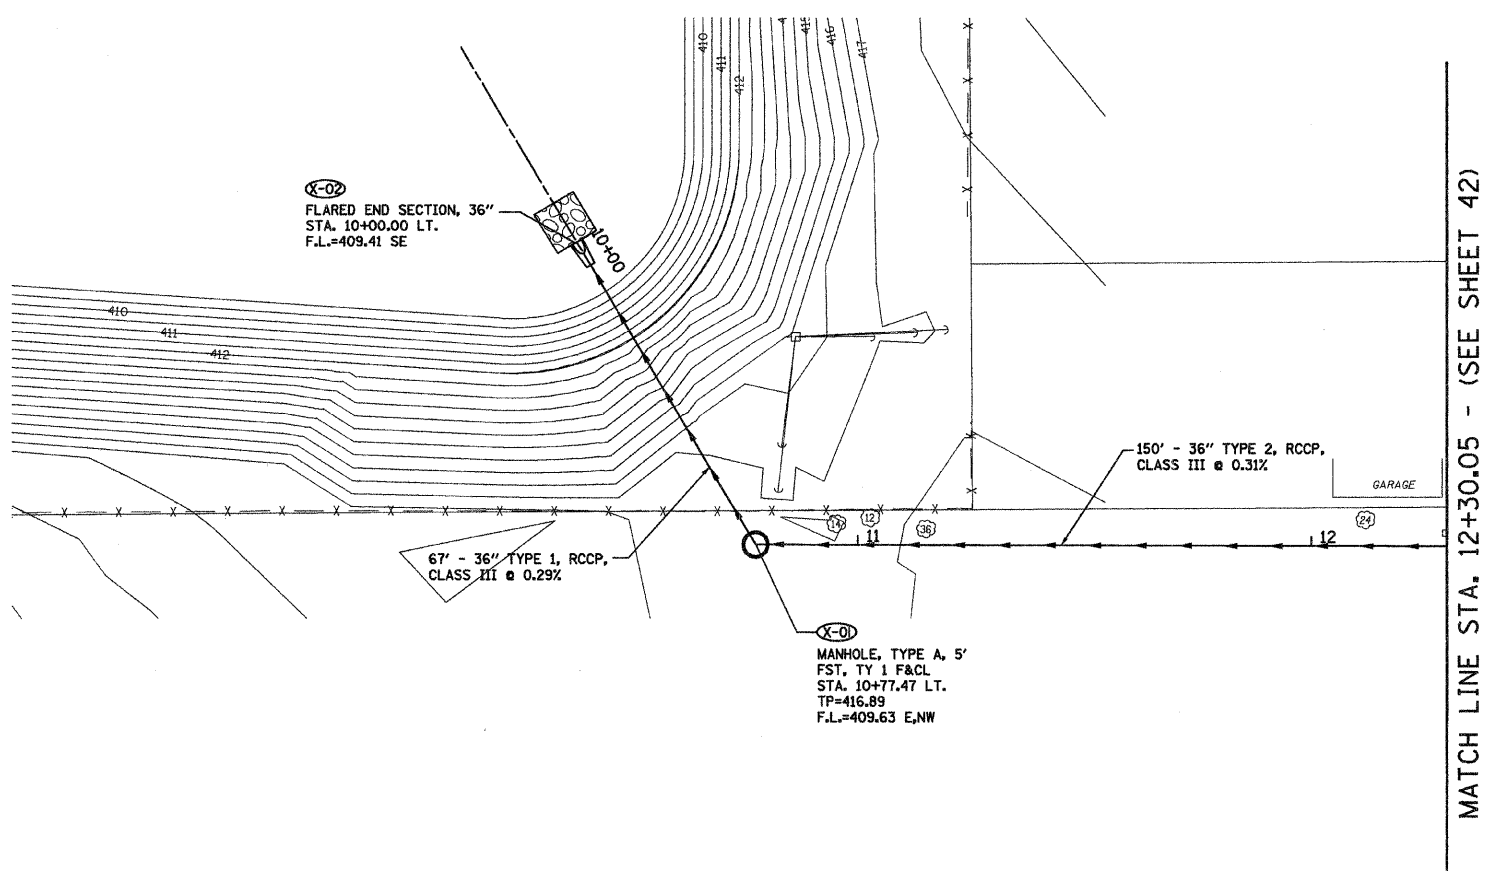 410
411
412
4
415
416
417
X-02
FLARED END SECTION, 36"
STA. 10+00.00 LT.
F.L.=409.41 SE
10+00
410
411
412
150' - 36" TYPE 2, RCCP,
CLASS III @ 0.31%
GARAGE
14
12
36
24
11
12
67' - 36" TYPE 1, RCCP,
CLASS III @ 0.29%
X-01
MANHOLE, TYPE A, 5'
FST, TY 1 F&CL
STA. 10+77.47 LT.
TP=416.89
F.L.=409.63 E,NW
MATCH LINE STA. 12+30.05 - (SEE SHEET 42)